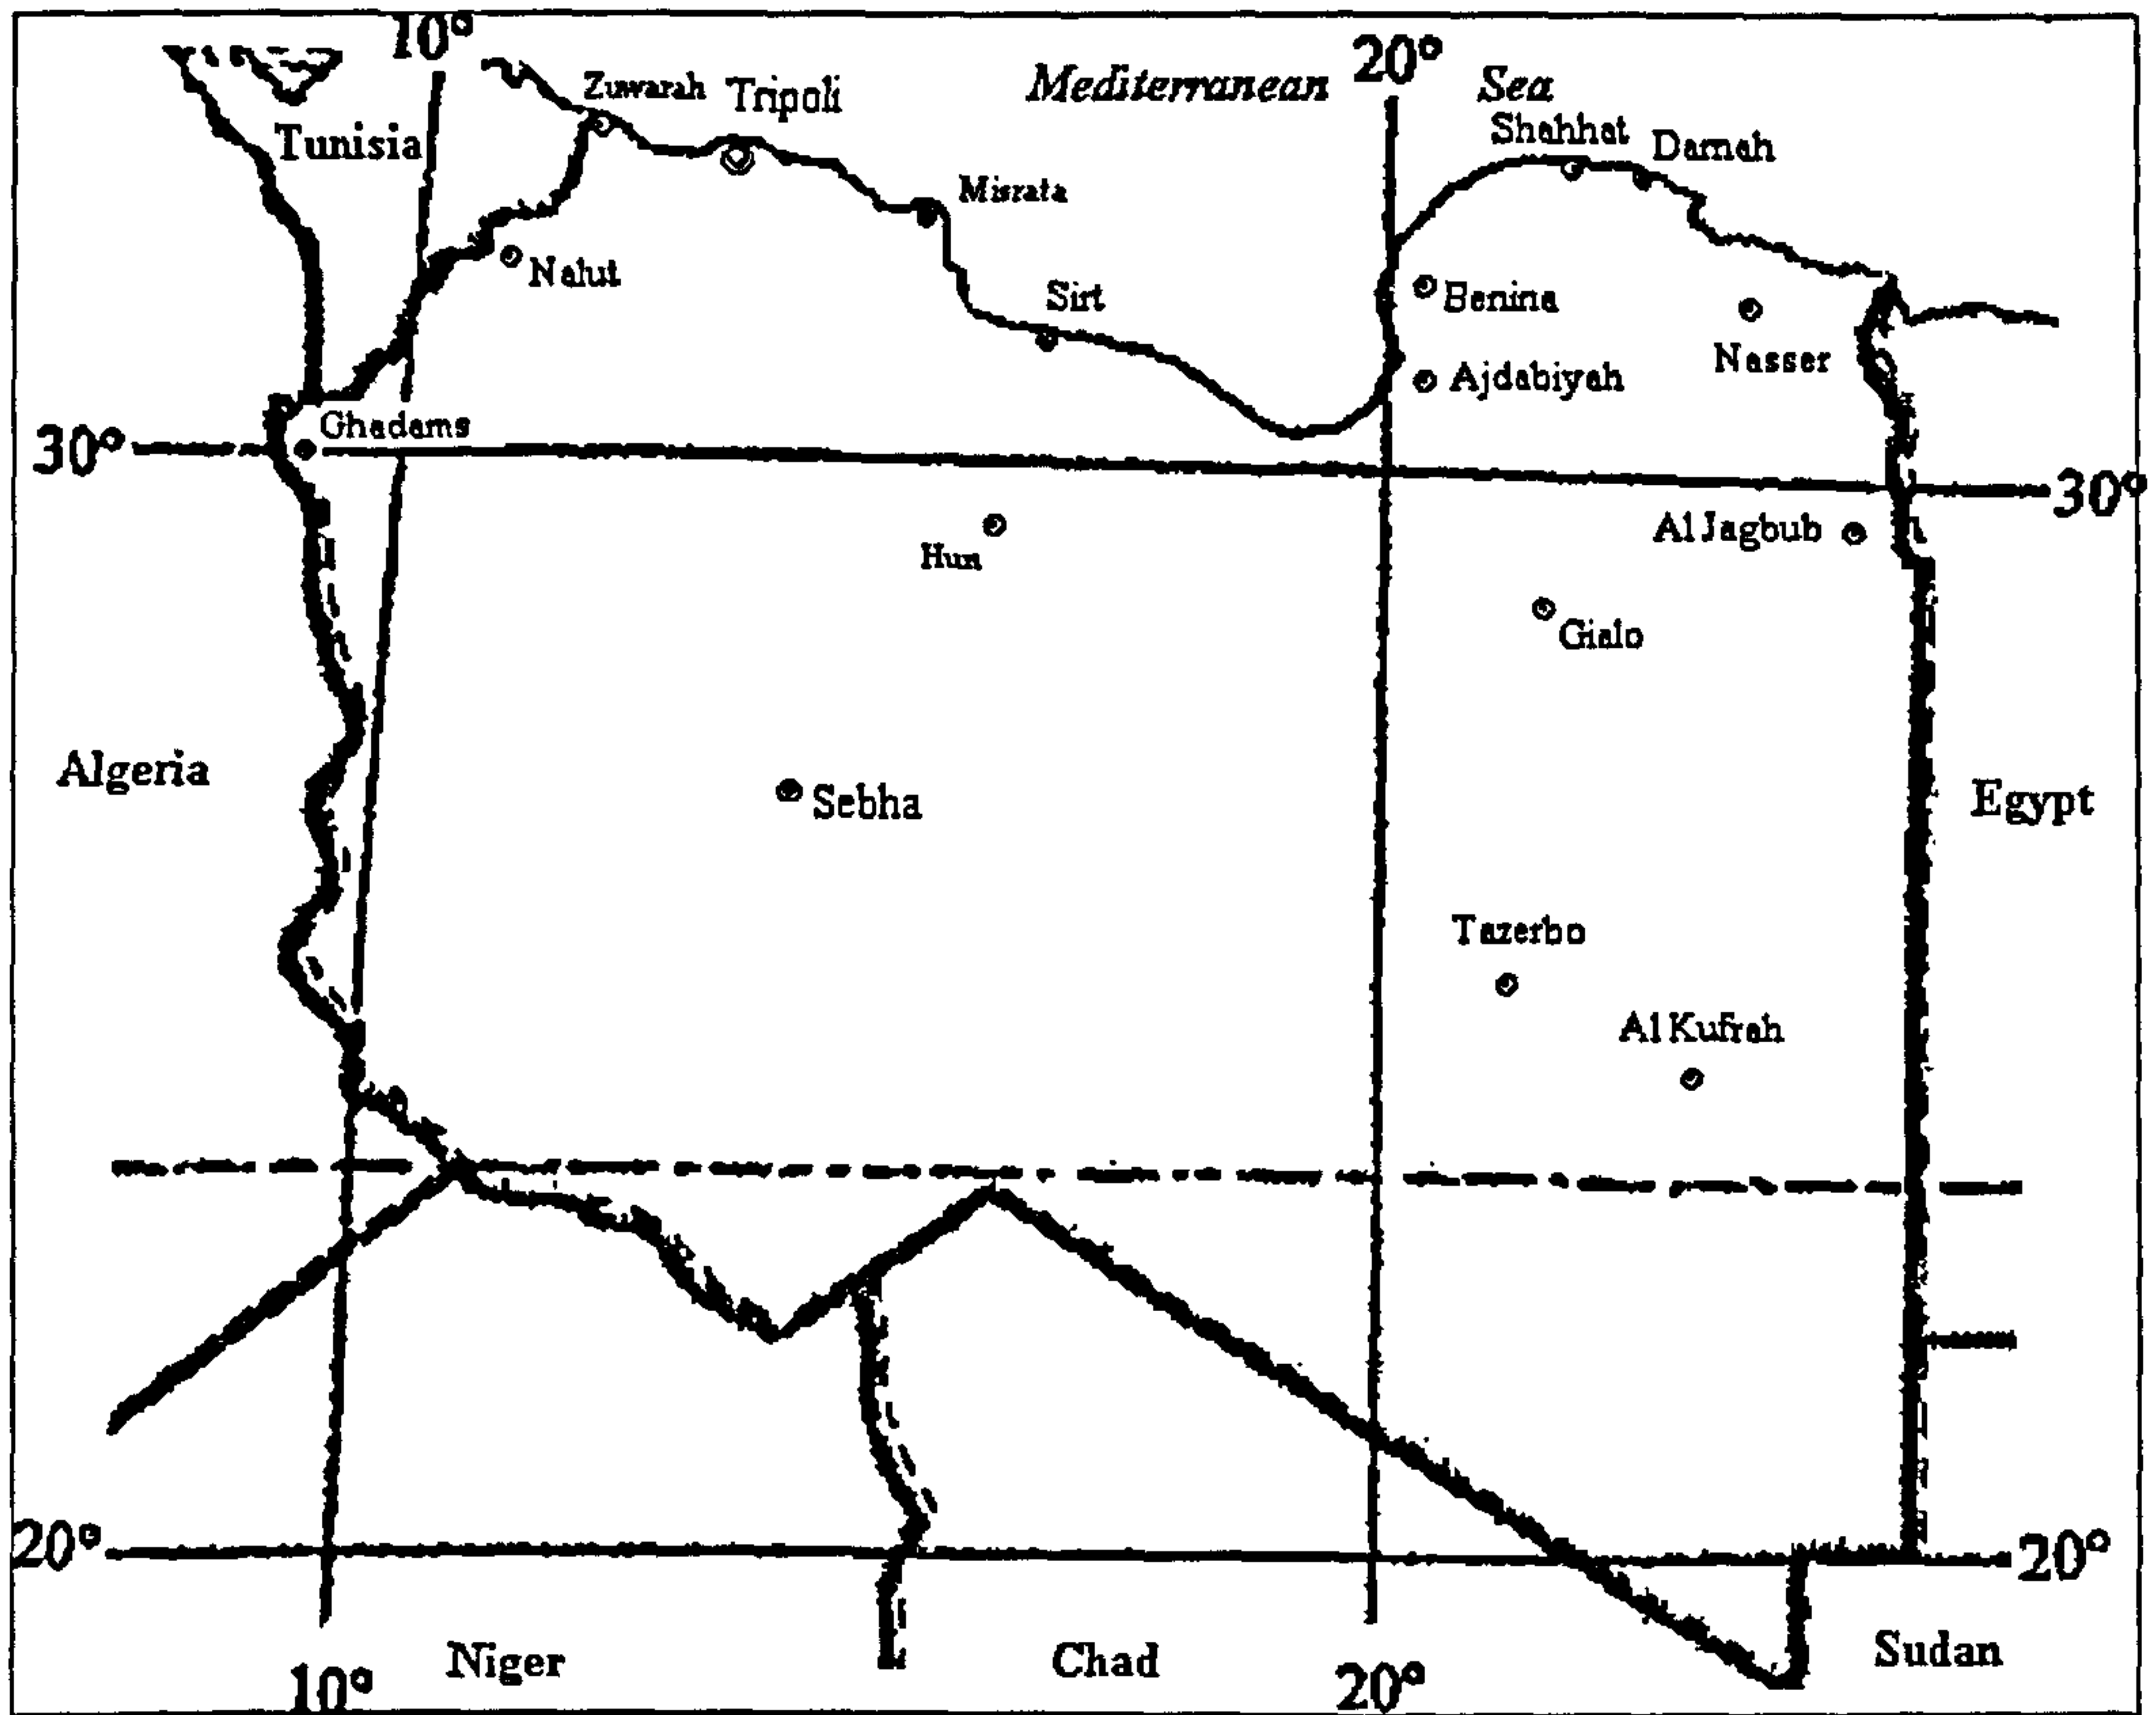 10°
20°
Mediterranean Sea
Zuwarah
Tripoli
Shahhat
Darnah
Tunisia
Misrata
Nalut
Sirt
Benina
Nasser
Ajdabiyah
Ghadams
30°
30°
Al Jagbub
Hun
Gialo
Algeria
Sebha
Egypt
Tazerbo
Al Kufrah
20°
20°
Niger
Chad
Sudan
10°
20°